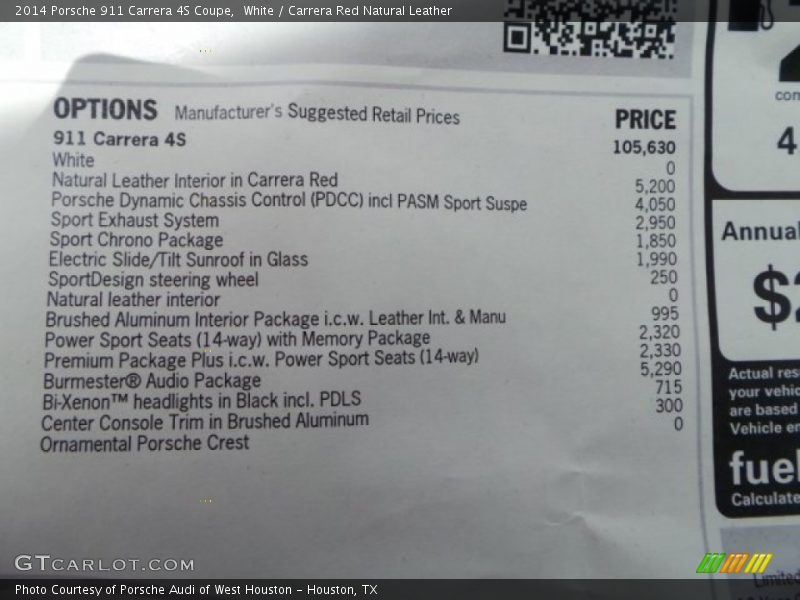 2014 Porsche 911 Carrera 4S Coupe, White / Carrera Red Natural Leather
OPTIONS Manufacturer's Suggested Retail Prices PRICE
911 Carrera 4S 105,630
White 0
Natural Leather Interior in Carrera Red 5,200
Porsche Dynamic Chassis Control (PDCC) incl PASM Sport Suspe 4,050
Sport Exhaust System 2,950
Sport Chrono Package 1,850
Electric Slide/Tilt Sunroof in Glass 1,990
SportDesign steering wheel 250
Natural leather interior 0
Brushed Aluminum Interior Package i.c.w. Leather Int. & Manu 995
Power Sport Seats (14-way) with Memory Package 2,320
Premium Package Plus i.c.w. Power Sport Seats (14-way) 2,330
Burmester® Audio Package 5,290
Bi-Xenon™ headlights in Black incl. PDLS 715
Center Console Trim in Brushed Aluminum 300
Ornamental Porsche Crest 0
com
4
Annual
$2
Actual res
your vehic
are based
Vehicle em
fuel
Calculate
Limited
GTCARLOT.COM
Photo Courtesy of Porsche Audi of West Houston - Houston, TX